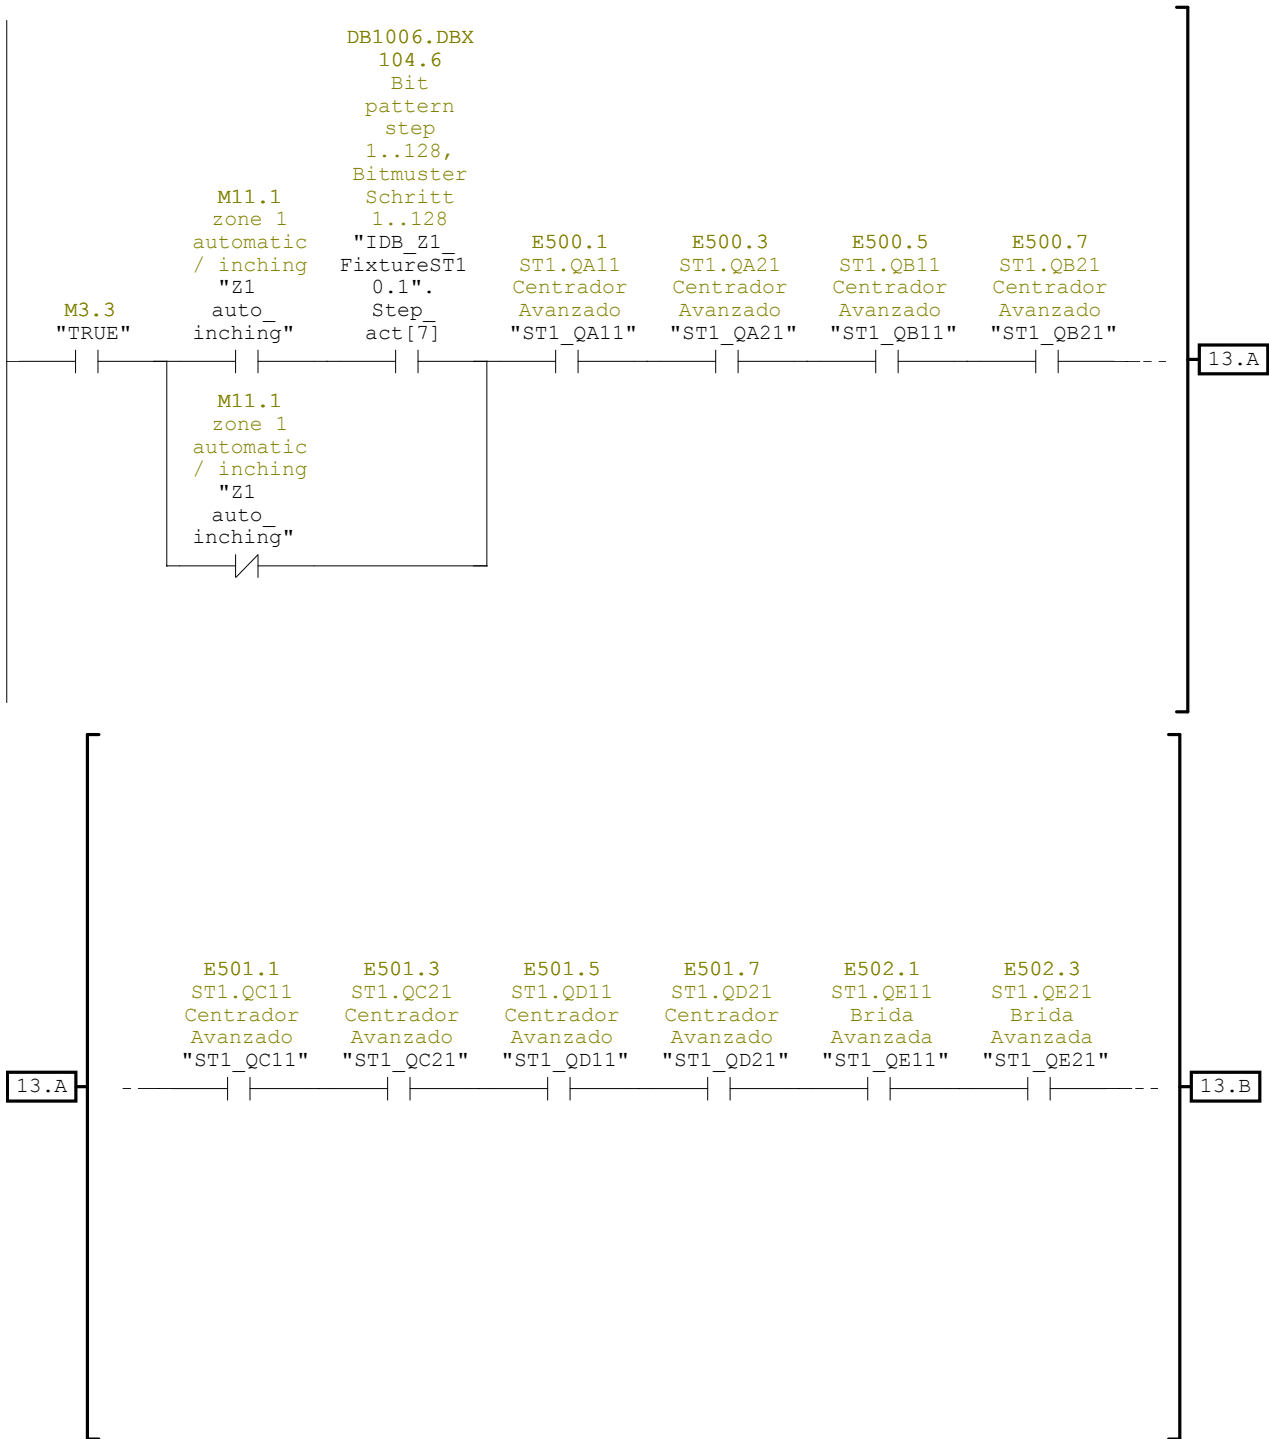 DB1006.DBX
104.6
Bit
pattern
step
1..128,
Bitmuster
Schritt
1..128
"IDB_Z1_
FixtureST1
0.1".
Step_
act[7]
M3.3
"TRUE"
M11.1
zone 1
automatic
/ inching
"Z1
auto_
inching"
E500.1
ST1.QA11
Centrador
Avanzado
"ST1_QA11"
E500.3
ST1.QA21
Centrador
Avanzado
"ST1_QA21"
E500.5
ST1.QB11
Centrador
Avanzado
"ST1_QB11"
E500.7
ST1.QB21
Centrador
Avanzado
"ST1_QB21"
13.A
M11.1
zone 1
automatic
/ inching
"Z1
auto_
inching"
13.A
E501.1
ST1.QC11
Centrador
Avanzado
"ST1_QC11"
E501.3
ST1.QC21
Centrador
Avanzado
"ST1_QC21"
E501.5
ST1.QD11
Centrador
Avanzado
"ST1_QD11"
E501.7
ST1.QD21
Centrador
Avanzado
"ST1_QD21"
E502.1
ST1.QE11
Brida
Avanzada
"ST1_QE11"
E502.3
ST1.QE21
Brida
Avanzada
"ST1_QE21"
13.B